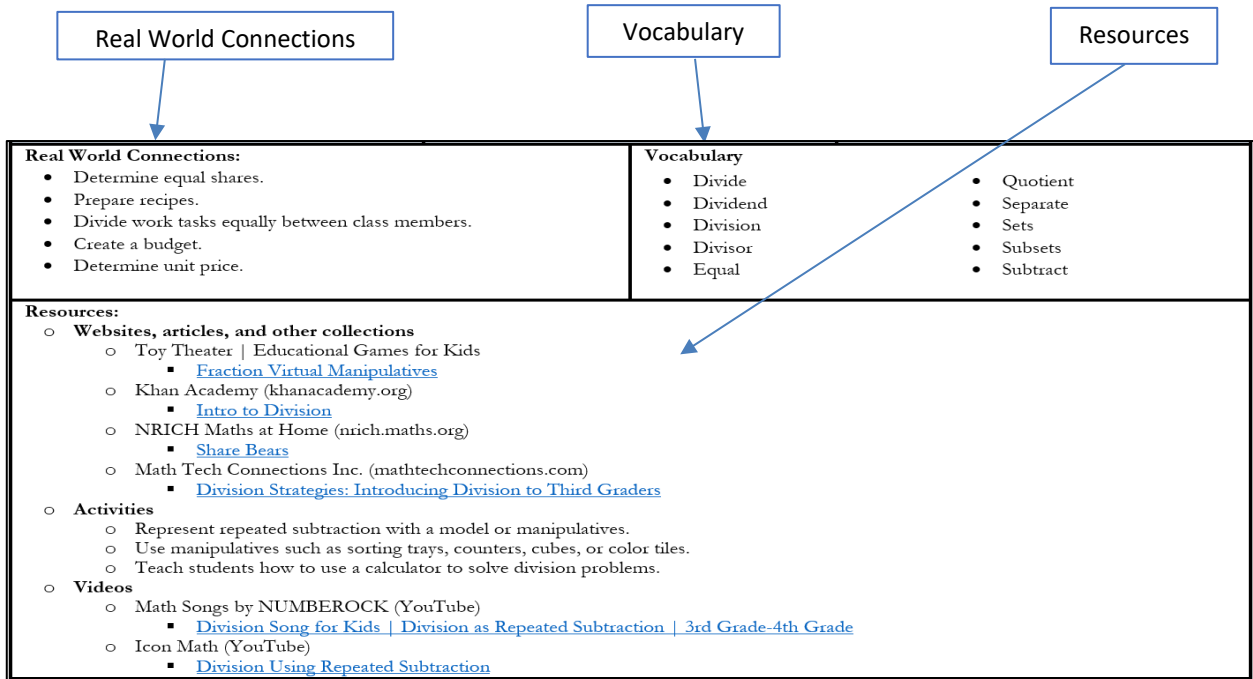 Real World Connections
Vocabulary
Resources
Real World Connections:
• Determine equal shares.
• Prepare recipes.
• Divide work tasks equally between class members.
• Create a budget.
• Determine unit price.
Vocabulary
• Divide
• Dividend
• Division
• Divisor
• Equal
• Quotient
• Separate
• Sets
• Subsets
• Subtract
Resources:
o Websites, articles, and other collections
o Toy Theater | Educational Games for Kids
▪ Fraction Virtual Manipulatives
o Khan Academy (khanacademy.org)
▪ Intro to Division
o NRICH Maths at Home (nrich.maths.org)
▪ Share Bears
o Math Tech Connections Inc. (mathtechconnections.com)
▪ Division Strategies: Introducing Division to Third Graders
o Activities
o Represent repeated subtraction with a model or manipulatives.
o Use manipulatives such as sorting trays, counters, cubes, or color tiles.
o Teach students how to use a calculator to solve division problems.
o Videos
o Math Songs by NUMBEROCK (YouTube)
▪ Division Song for Kids | Division as Repeated Subtraction | 3rd Grade-4th Grade
o Icon Math (YouTube)
▪ Division Using Repeated Subtraction